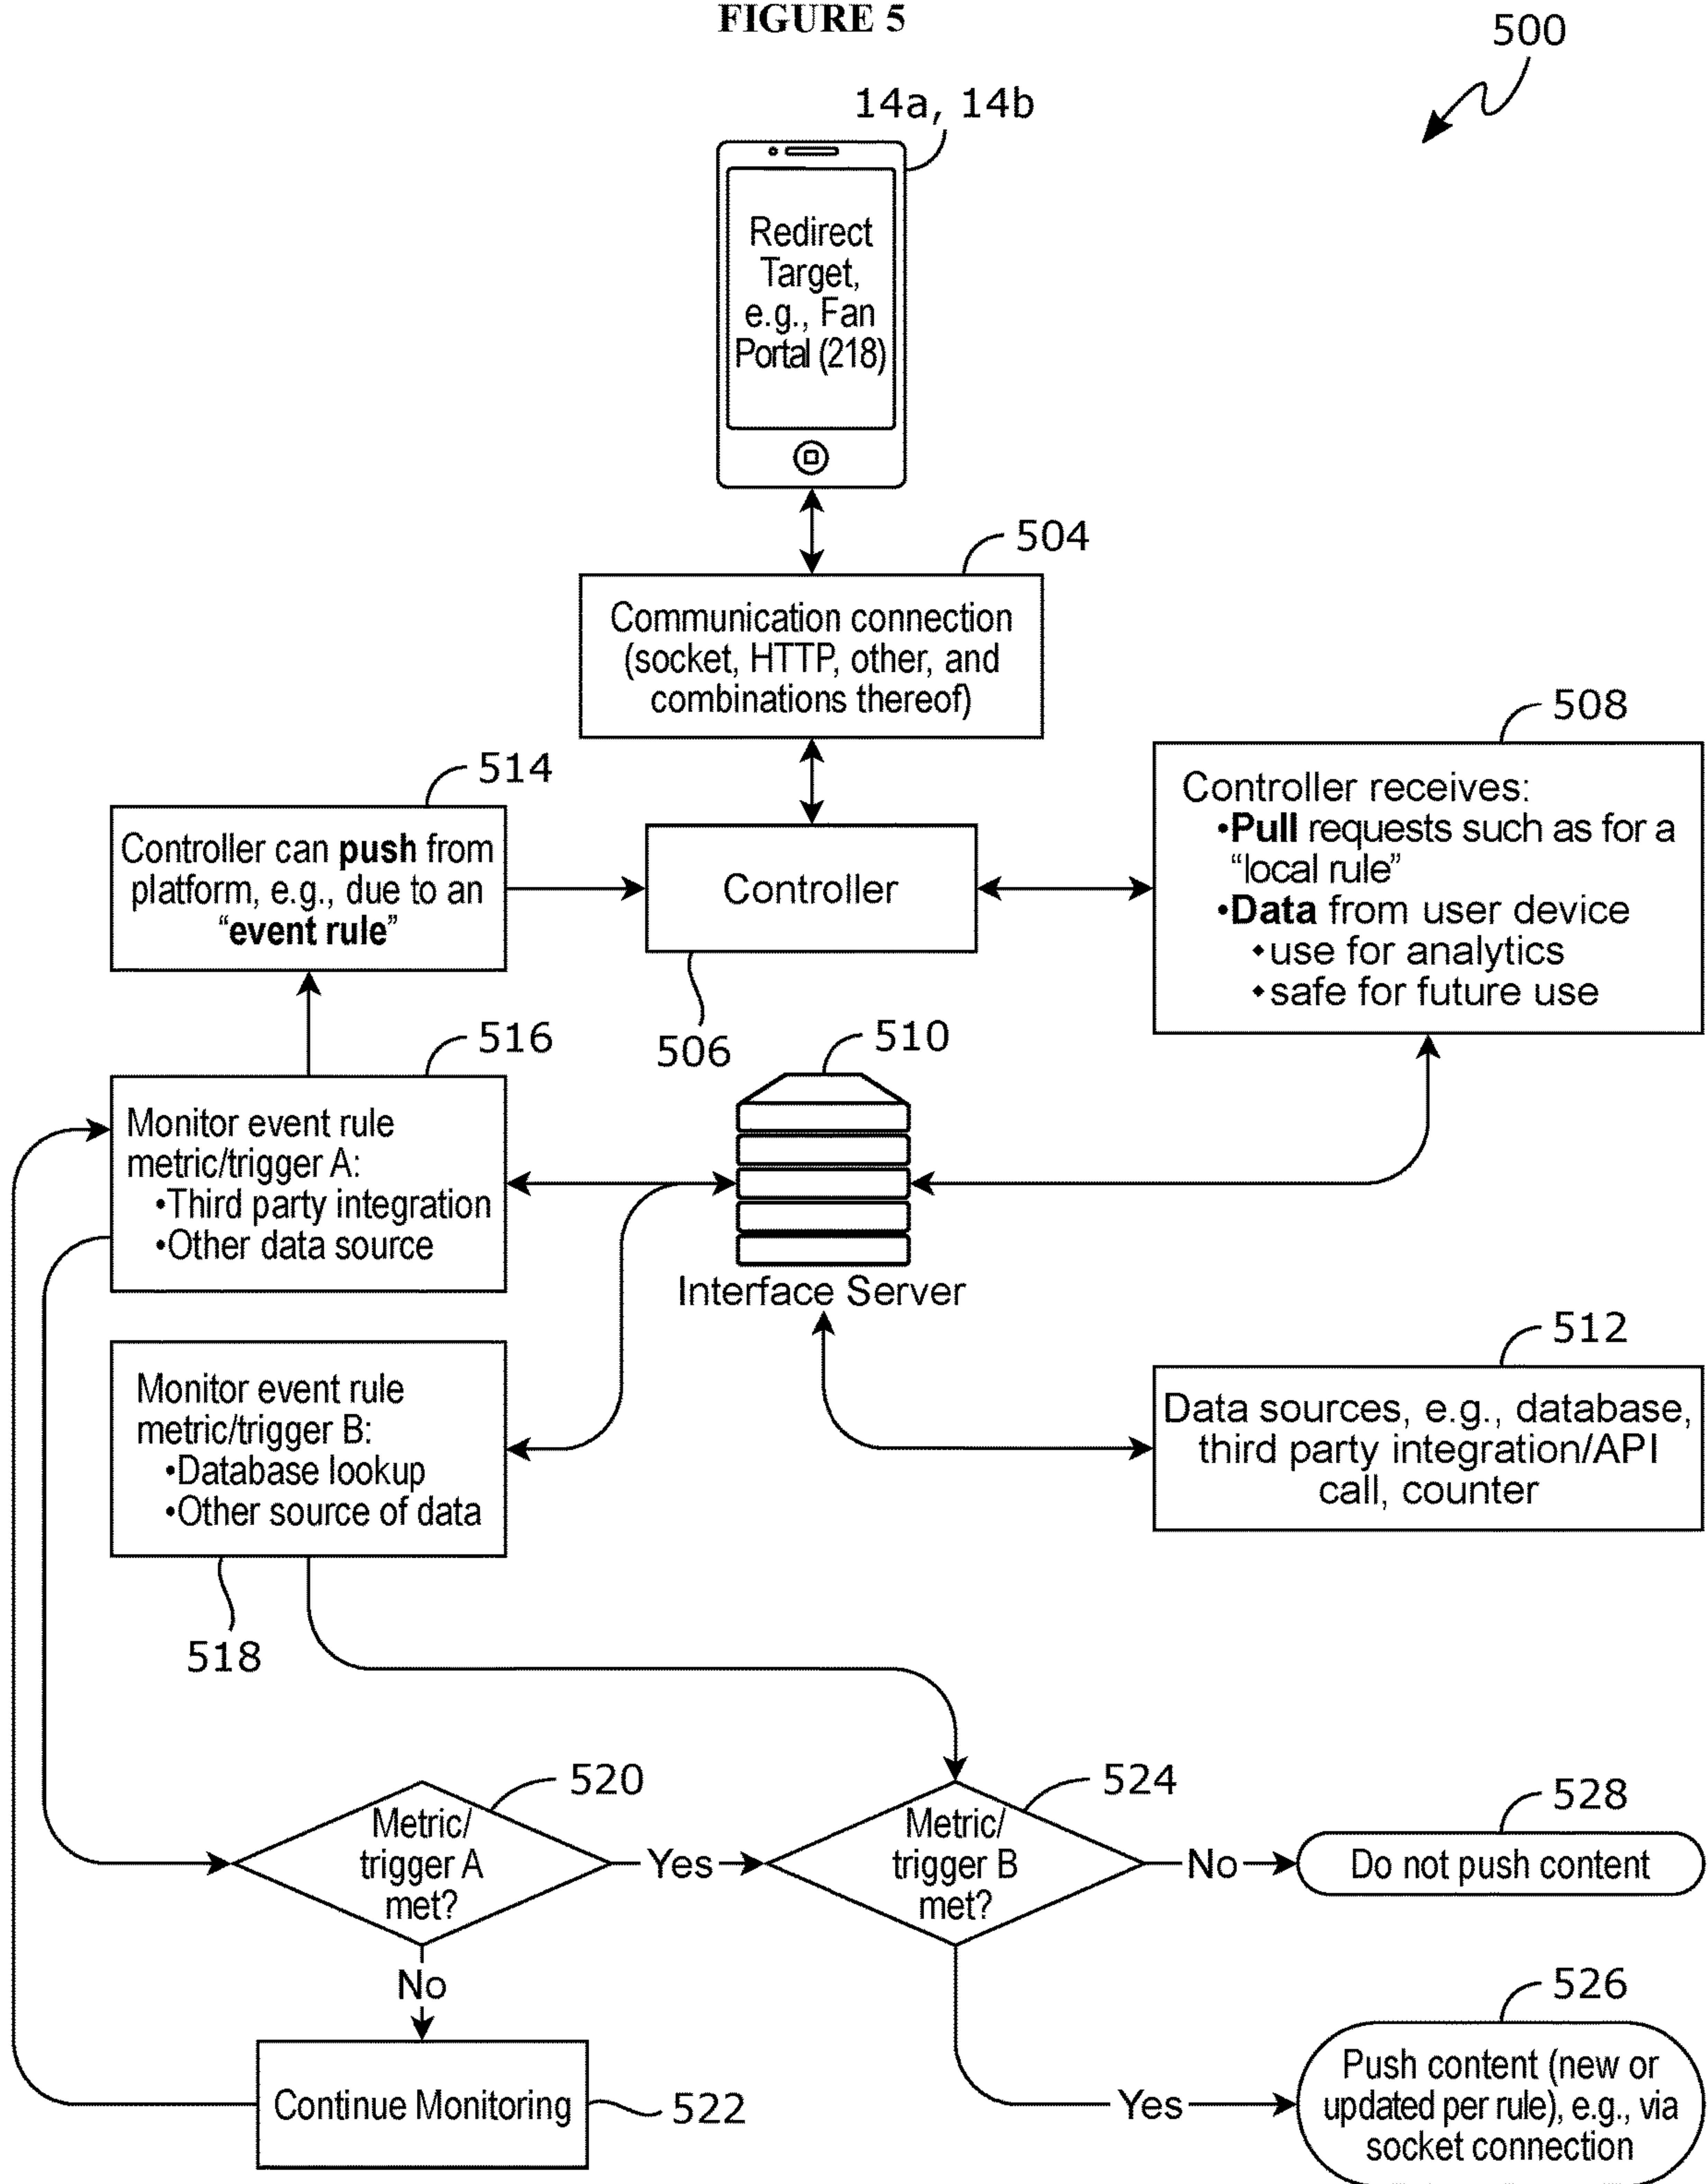 FIGURE 5
500
14a, 14b
Redirect
Target,
e.g., Fan
Portal (218)
504
Communication connection
(socket, HTTP, other, and
combinations thereof)
508
Controller receives:
•Pull requests such as for a
“local rule”
•Data from user device
◆use for analytics
◆safe for future use
514
Controller can push from
platform, e.g., due to an
“event rule”
Controller
506
516
Monitor event rule
metric/trigger A:
•Third party integration
•Other data source
510
Interface Server
512
Data sources, e.g., database,
third party integration/API
call, counter
Monitor event rule
metric/trigger B:
•Database lookup
•Other source of data
518
520
Metric/
trigger A
met?
Yes
524
Metric/
trigger B
met?
No
528
Do not push content
No
Continue Monitoring
522
Yes
526
Push content (new or
updated per rule), e.g., via
socket connection